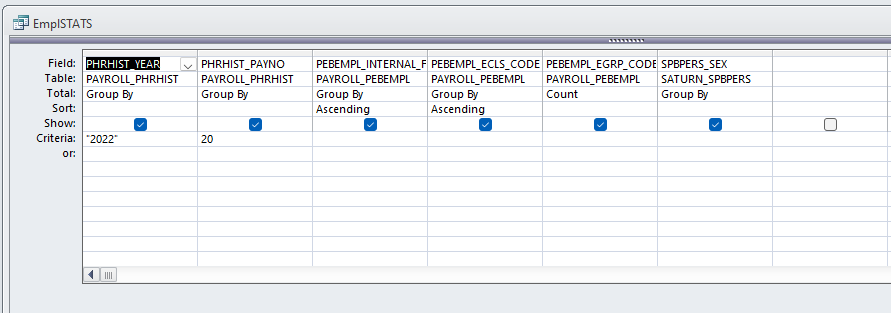 EmplSTATS
Field: PHRHIST_YEAR PHRHIST_PAYNO PEBEMPL_INTERNAL_F PEBEMPL_ECLS_CODE PEBEMPL_EGRP_CODE SPBPERS_SEX
Table: PAYROLL_PHRHIST PAYROLL_PHRHIST PAYROLL_PEBEMPL PAYROLL_PEBEMPL PAYROLL_PEBEMPL SATURN_SPBPERS
Total: Group By Group By Group By Group By Count Group By
Sort: Ascending Ascending
Show:
Criteria: "2022" 20
or: